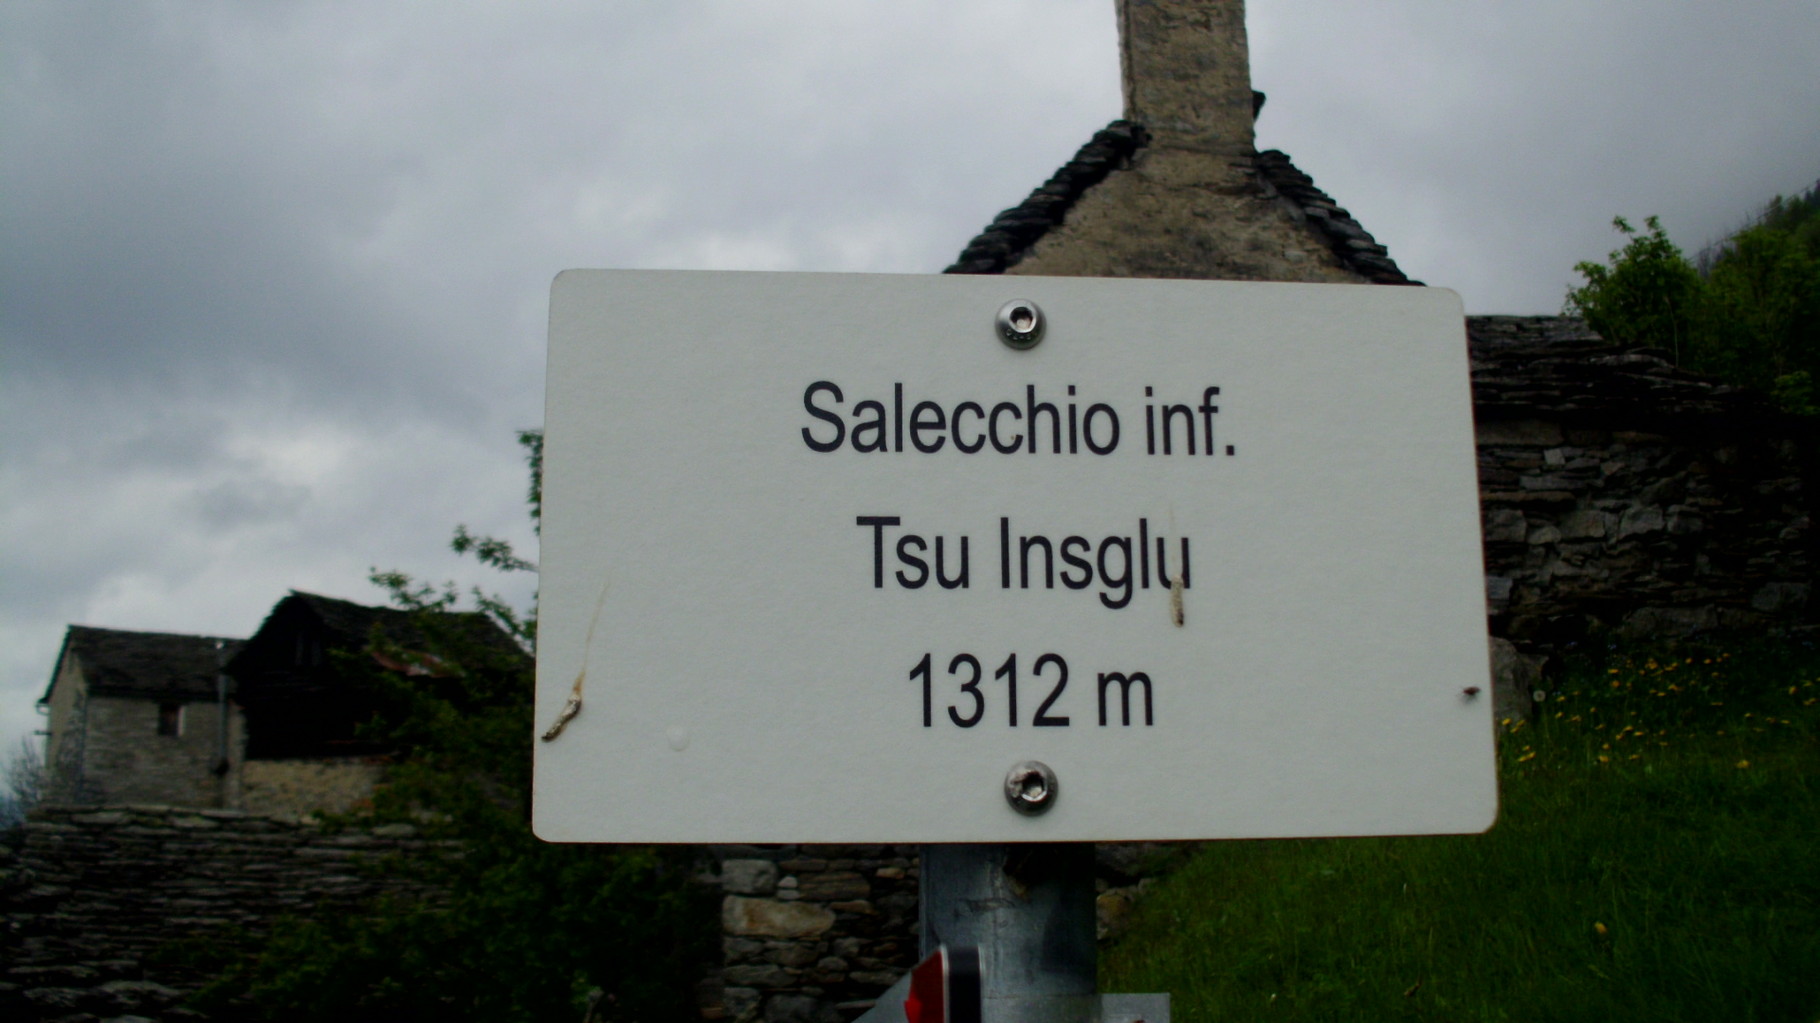 Salecchio inf.
Tsu Insglu
1312 m